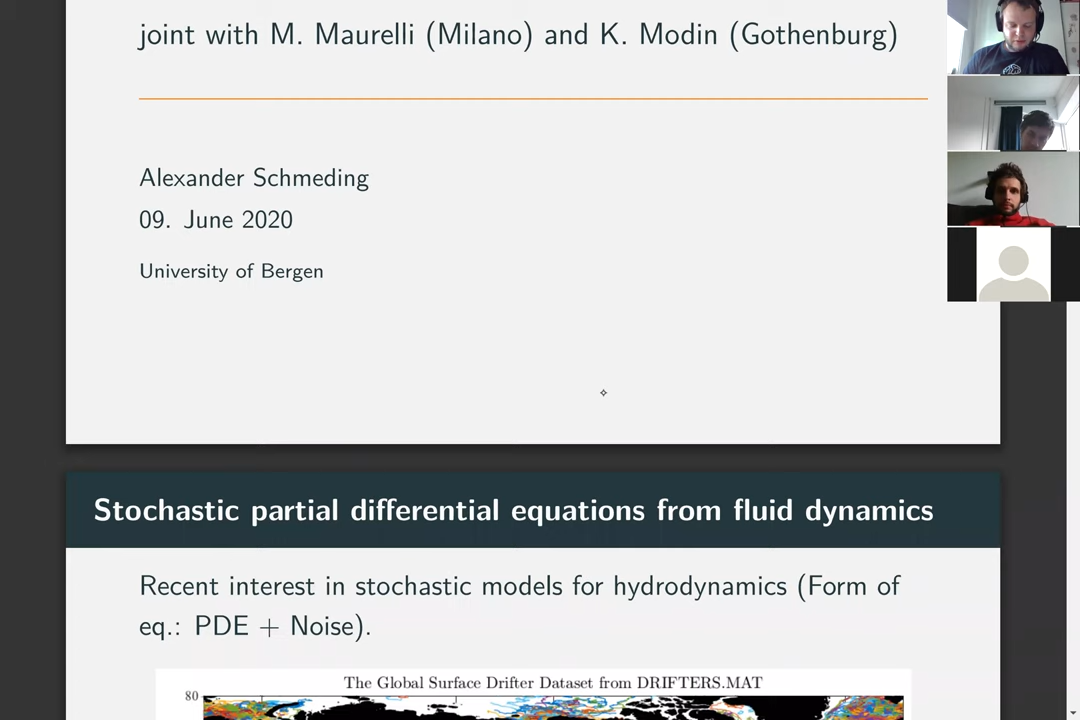 joint with M. Maurelli (Milano) and K. Modin (Gothenburg)
Alexander Schmeding
09. June 2020
University of Bergen
Stochastic partial differential equations from fluid dynamics
Recent interest in stochastic models for hydrodynamics (Form of
eq.: PDE + Noise).
The Global Surface Drifter Dataset from DRIFTERS.MAT
80